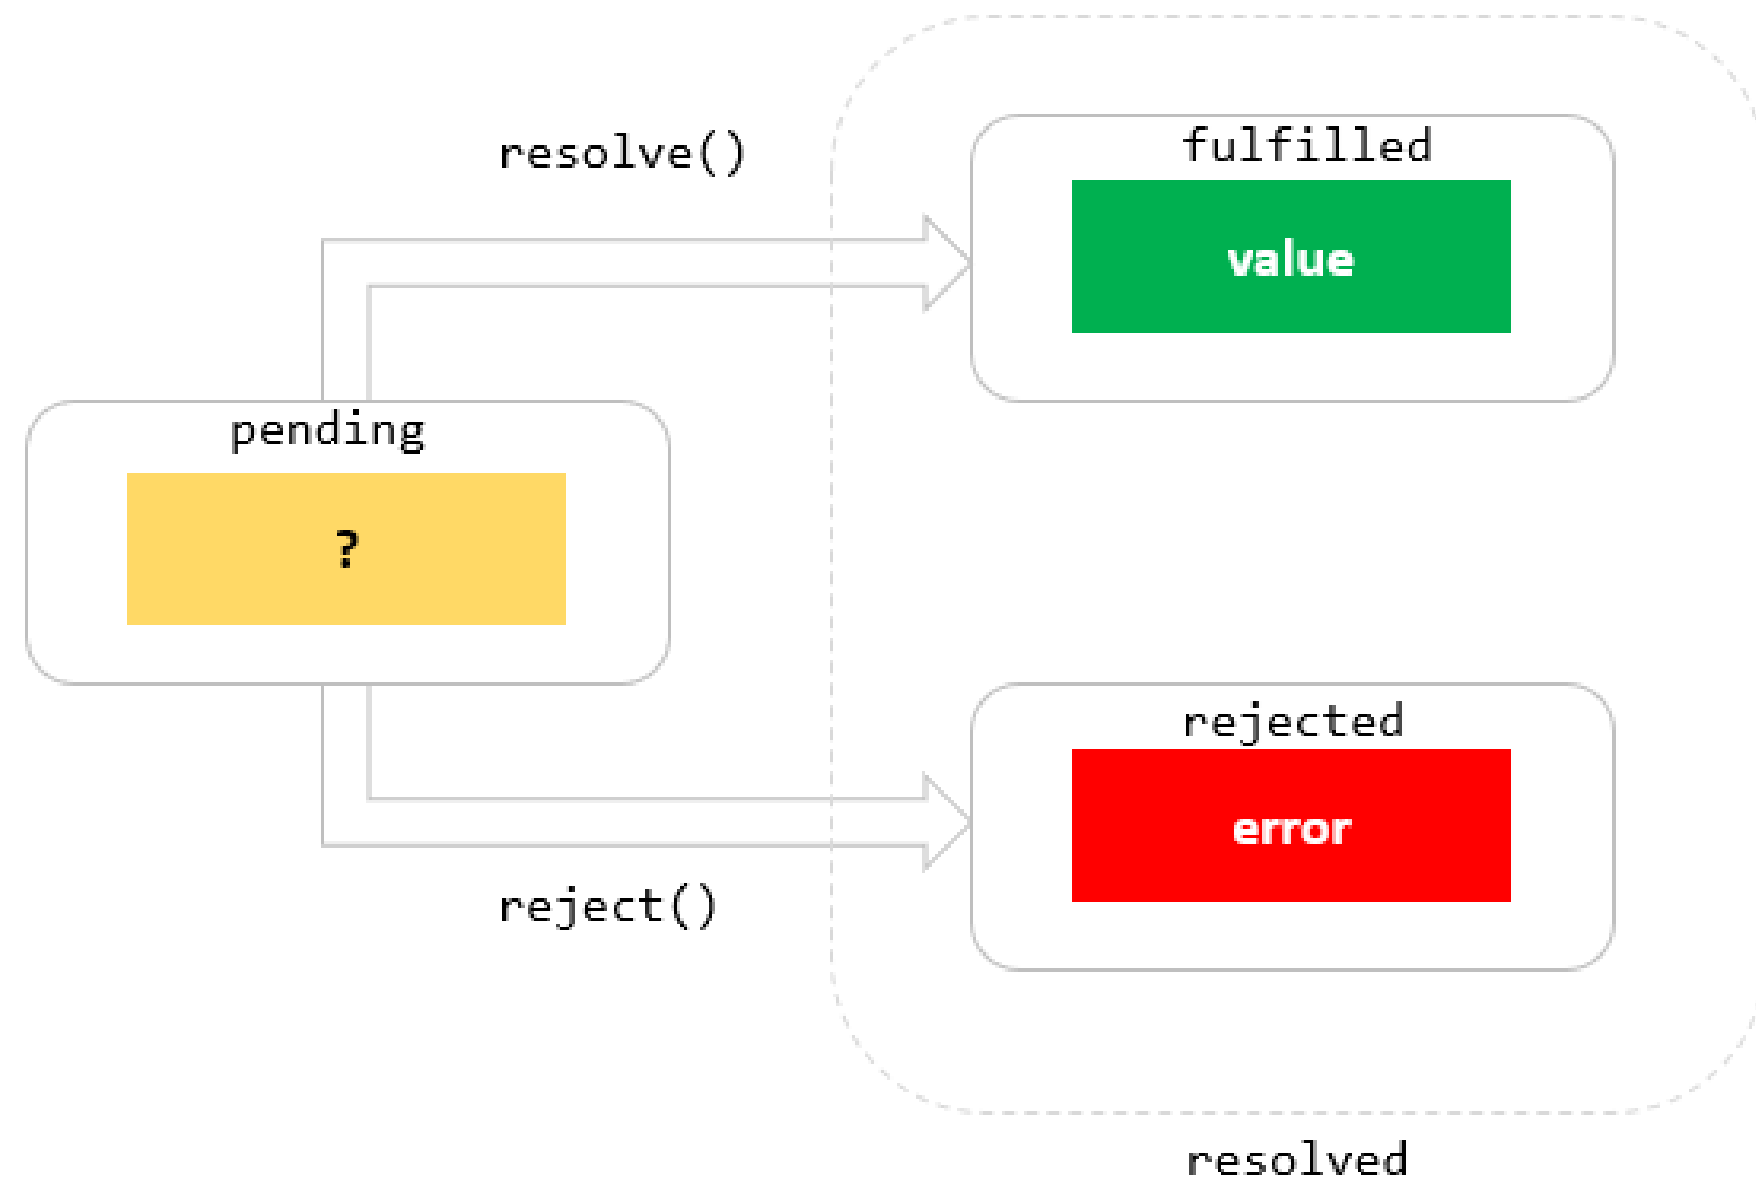 resolve()
fulfilled
value
pending
?
rejected
error
reject()
resolved